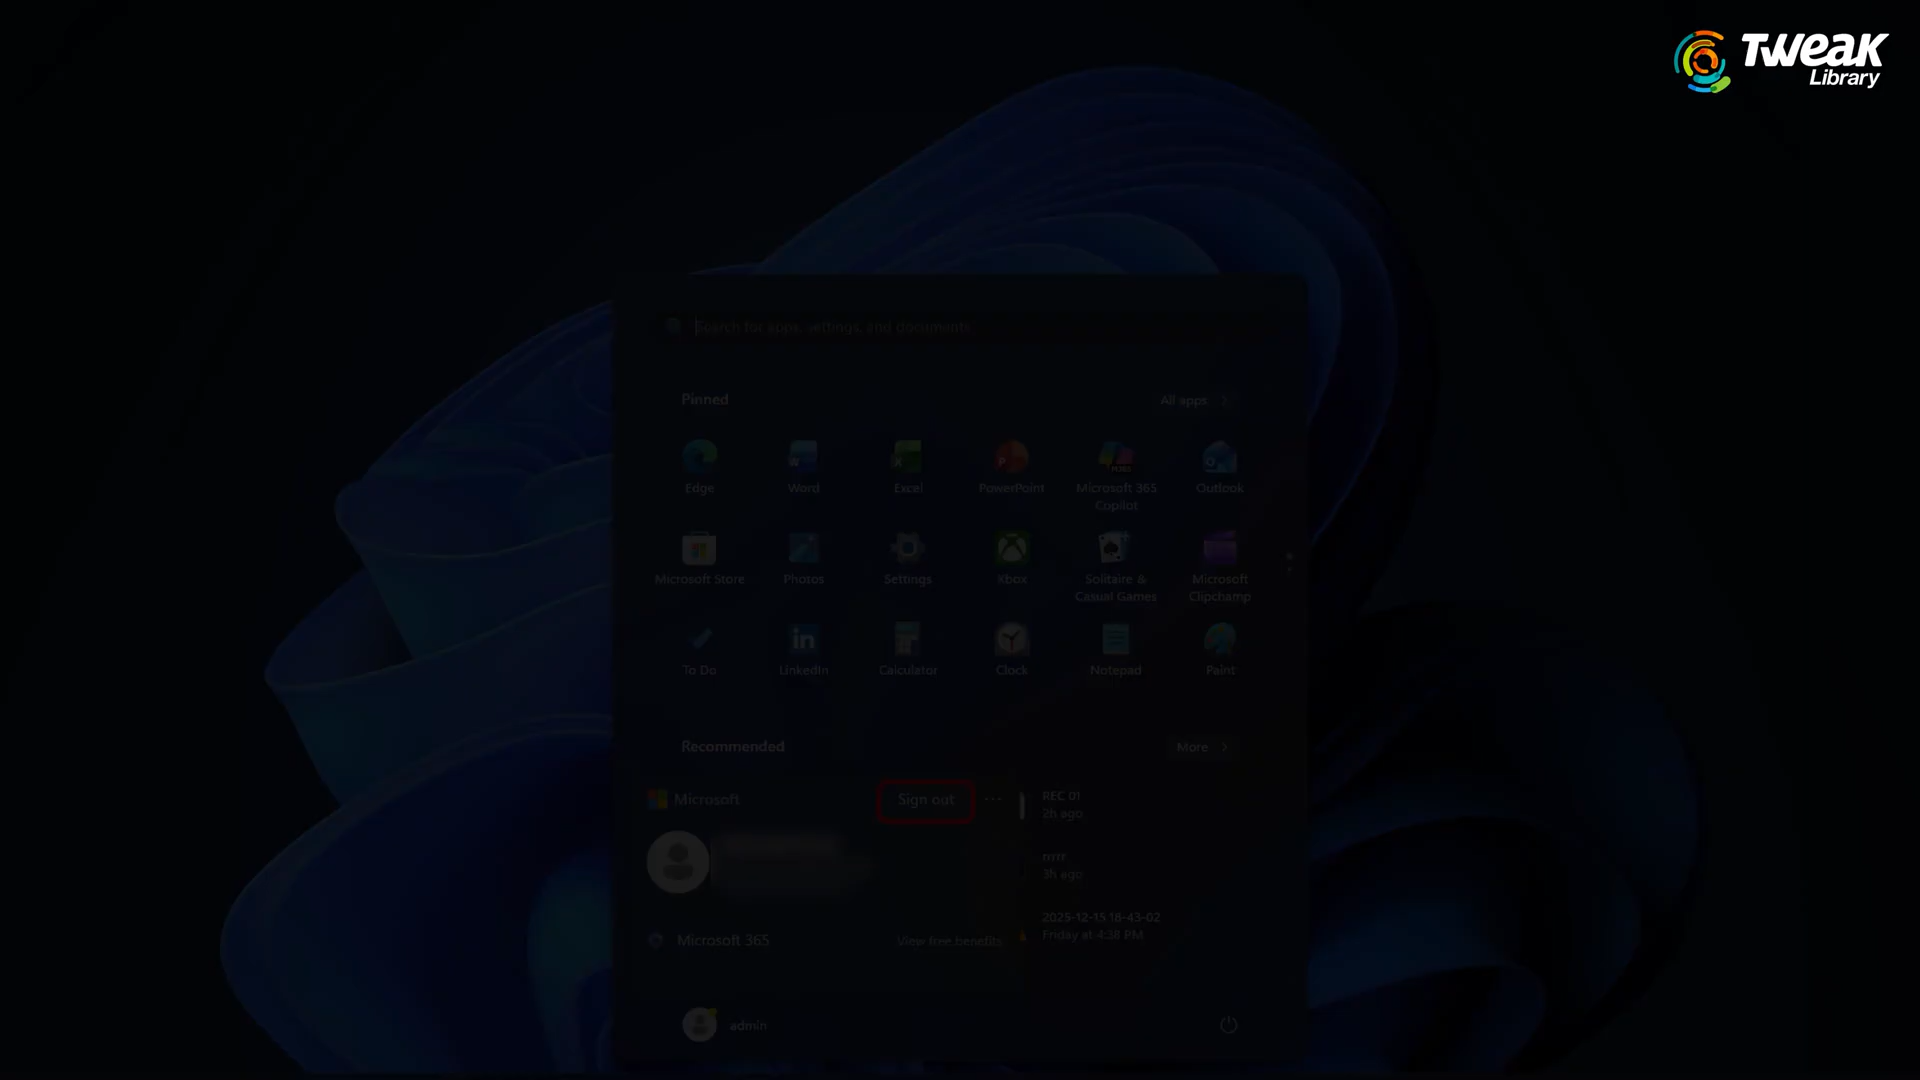 TWEAK
Library
Search for apps, settings, and documents
Pinned
All apps
Edge
Word
Excel
PowerPoint
Microsoft 365
Copilot
Outlook
Microsoft Store
Photos
Settings
Xbox
Solitaire &
Casual Games
Microsoft
Clipchamp
To Do
LinkedIn
Calculator
Clock
Notepad
Paint
Recommended
More
Microsoft
Sign out
REC 01
2h ago
rrrrr
3h ago
Microsoft 365
View free benefits
2025-12-15 16-43-02
Friday at 4:38 PM
admin